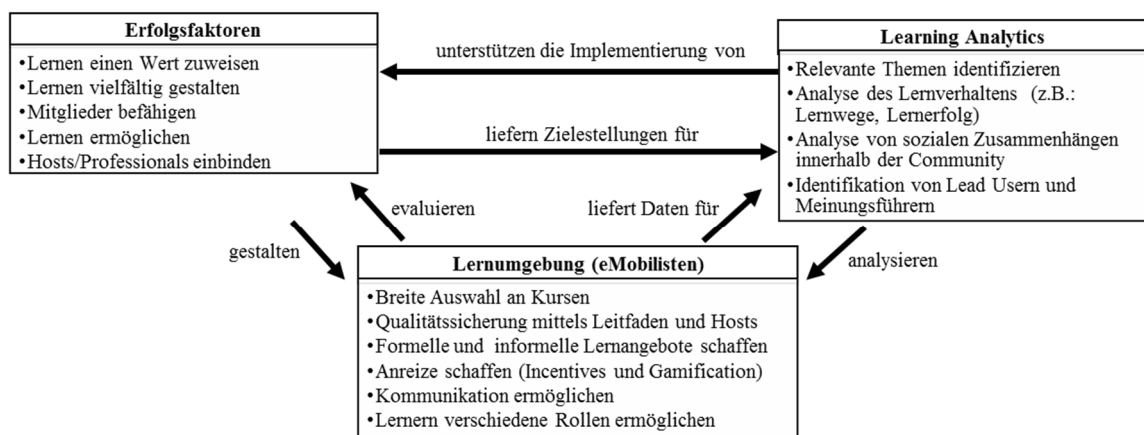 Erfolgsfaktoren
•Lernen einen Wert zuweisen
•Lernen vielfältig gestalten
•Mitglieder befähigen
•Lernen ermöglichen
•Hosts/Professionals einbinden
unterstützen die Implementierung von
liefern Zielestellungen für
Learning Analytics
•Relevante Themen identifizieren
•Analyse des Lernverhaltens (z.B.:
Lernwege, Lernerfolg)
•Analyse von sozialen Zusammenhängen
innerhalb der Community
•Identifikation von Lead Usern und
Meinungsführern
evaluieren
liefert Daten für
gestalten
analysieren
Lernumgebung (eMobilisten)
•Breite Auswahl an Kursen
•Qualitätssicherung mittels Leitfaden und Hosts
•Formelle und informelle Lernangebote schaffen
•Anreize schaffen (Incentives und Gamification)
•Kommunikation ermöglichen
•Lernern verschiedene Rollen ermöglichen